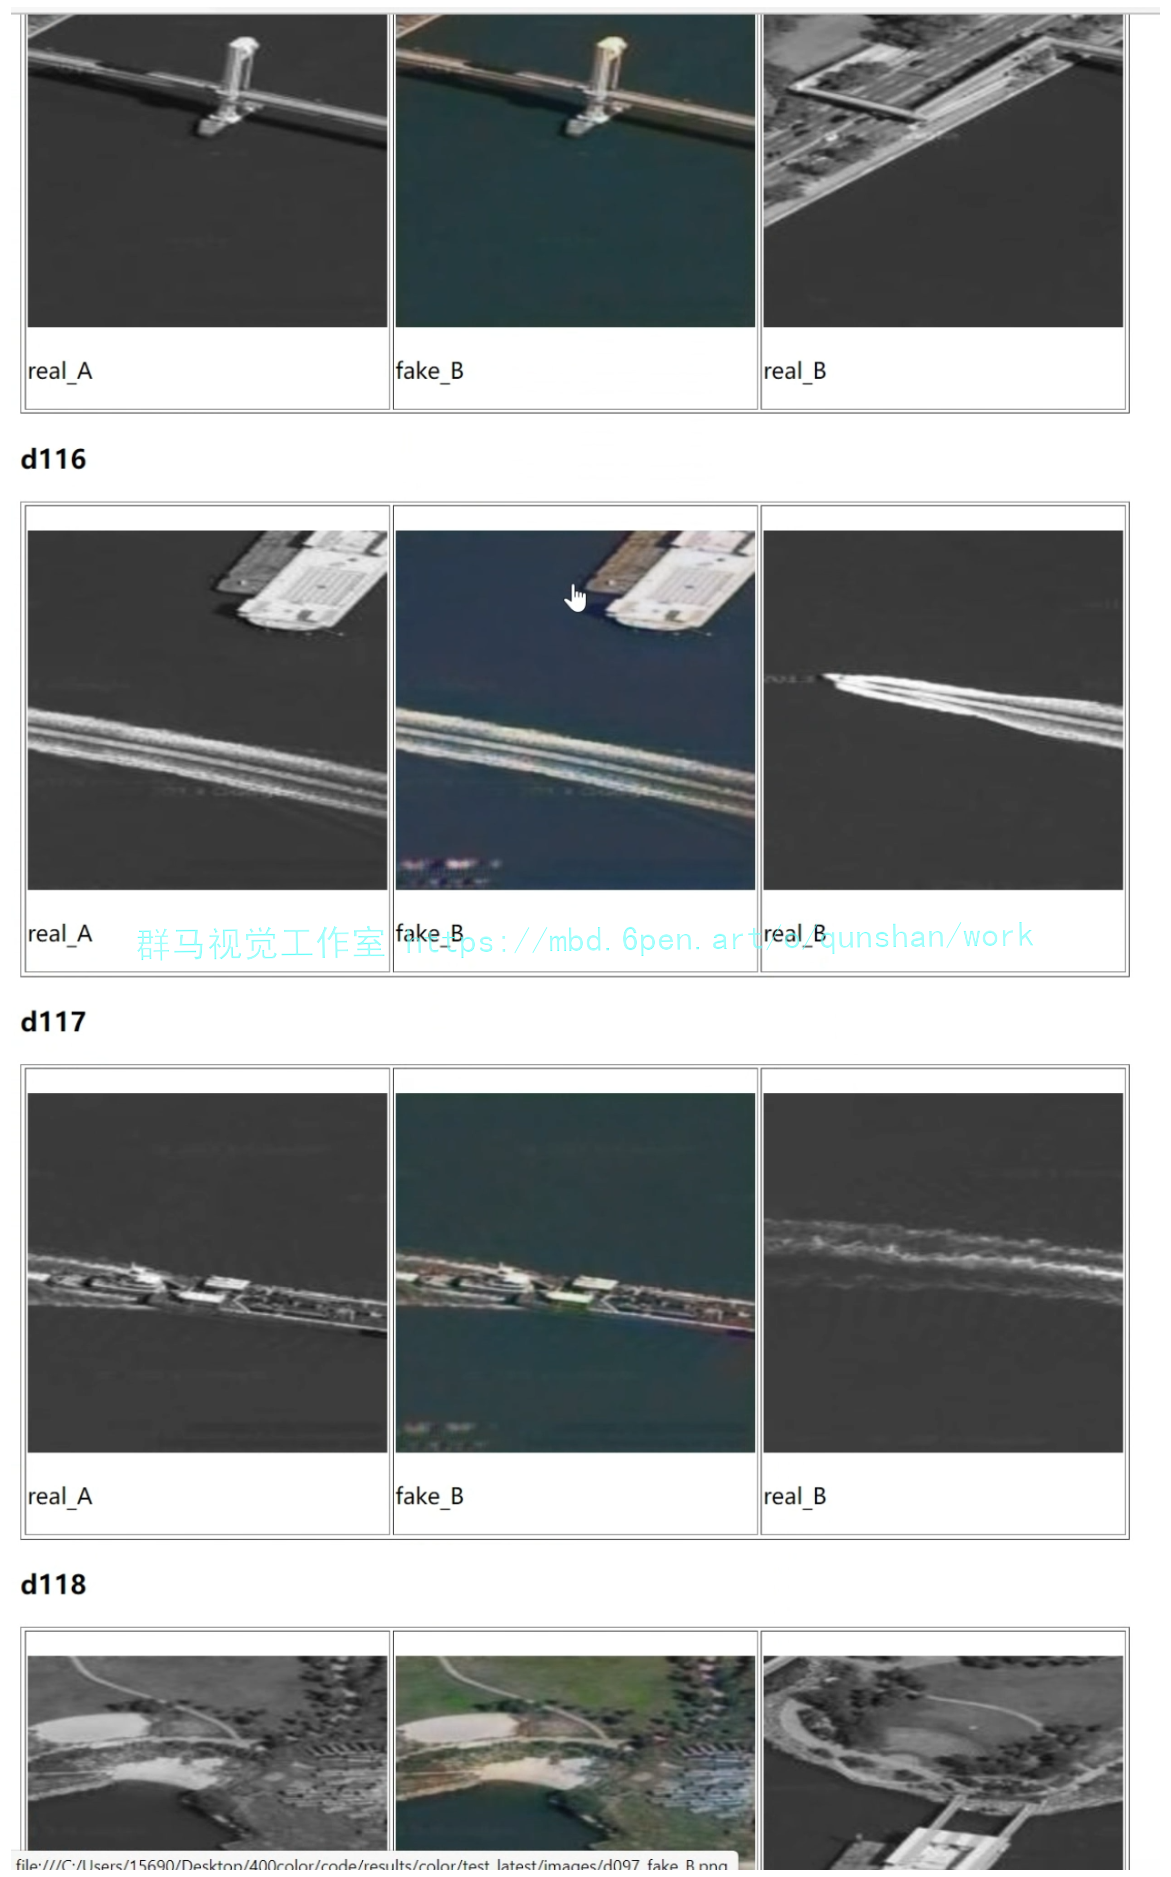 real_A fake_B real_B
d116
real_A fake_B real_B
群马视觉工作室 https://mbd.6pen.art/o/qunshan/work
d117
real_A fake_B real_B
d118
file:///C:/Users/15690/Desktop/400color/code/results/color/test_latest/images/d097_fake_B.png